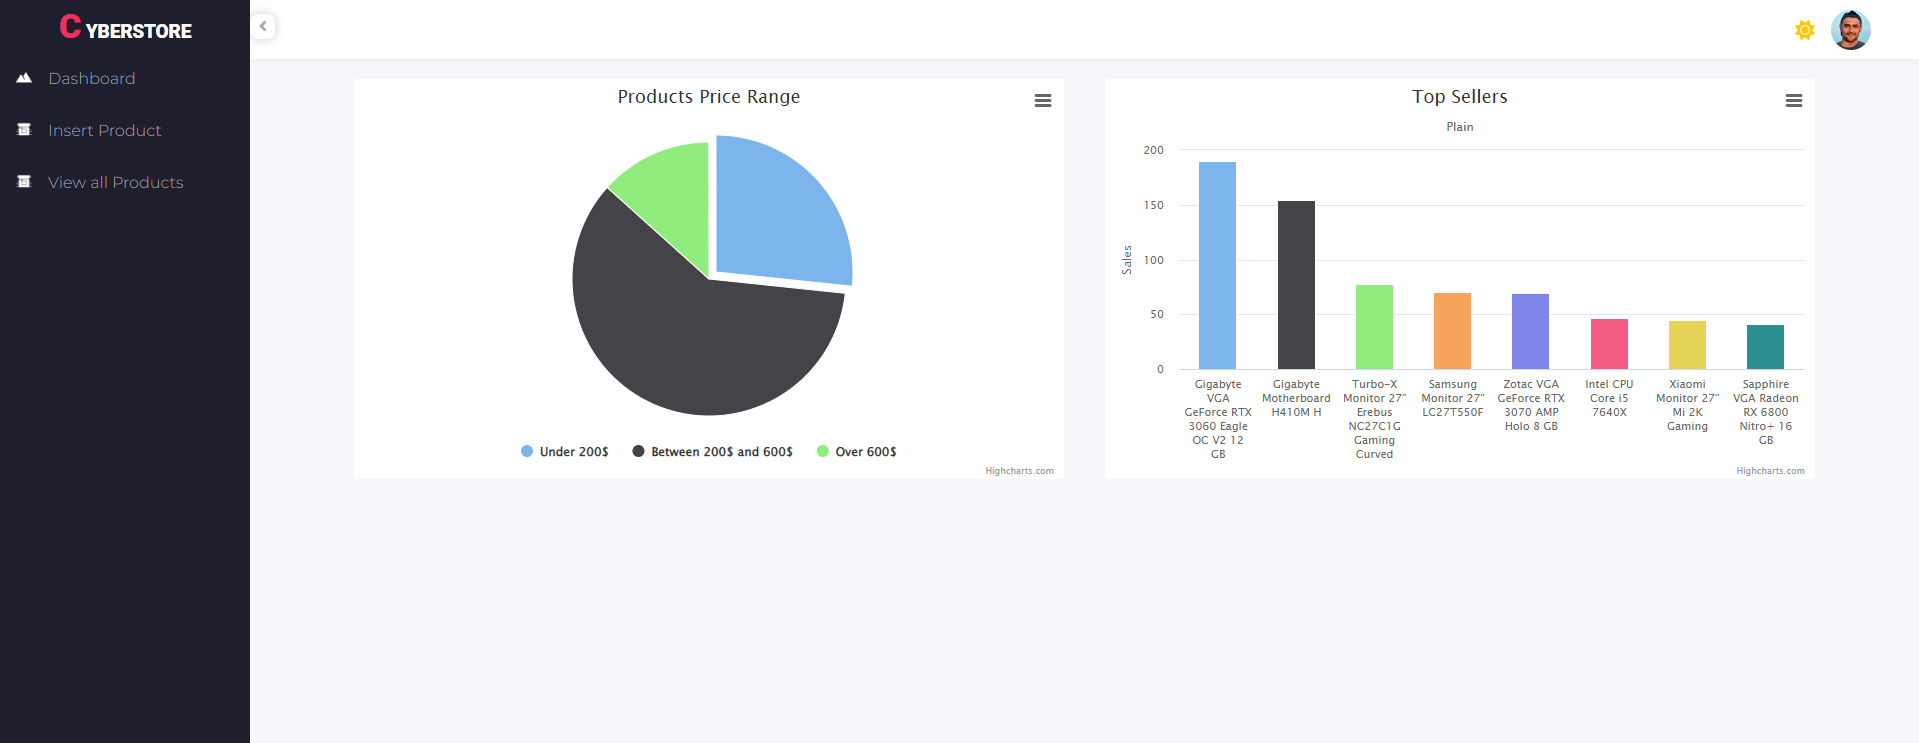 CYBERSTORE
Dashboard
Insert Product
View all Products
Products Price Range
Under 200$
Between 200$ and 600$
Over 600$
Highcharts.com
Top Sellers
Plain
Sales
200
150
100
50
0
Gigabyte
VGA
GeForce RTX
3060 Eagle
OC V2 12
GB
Gigabyte
Motherboard
H410M H
Turbo-X
Monitor 27"
Erebus
NC27C1G
Gaming
Curved
Samsung
Monitor 27"
LC27T550F
Zotac VGA
GeForce RTX
3070 AMP
Holo 8 GB
Intel CPU
Core i5
7640X
Xiaomi
Monitor 27"
Mi 2K
Gaming
Sapphire
VGA Radeon
RX 6800
Nitro+ 16
GB
Highcharts.com